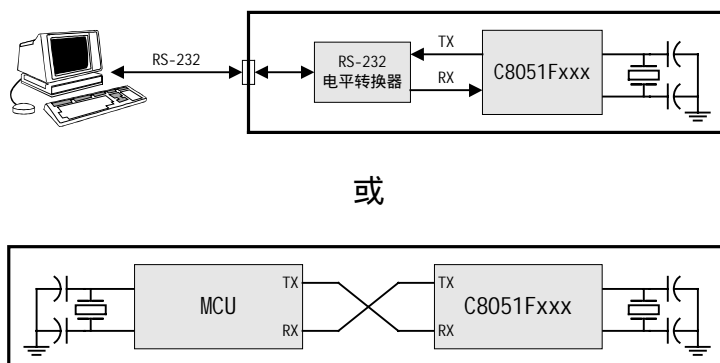 RS-232
RS-232
电平转换器
TX
RX
C8051Fxxx
或
MCU
TX
RX
TX
RX
C8051Fxxx